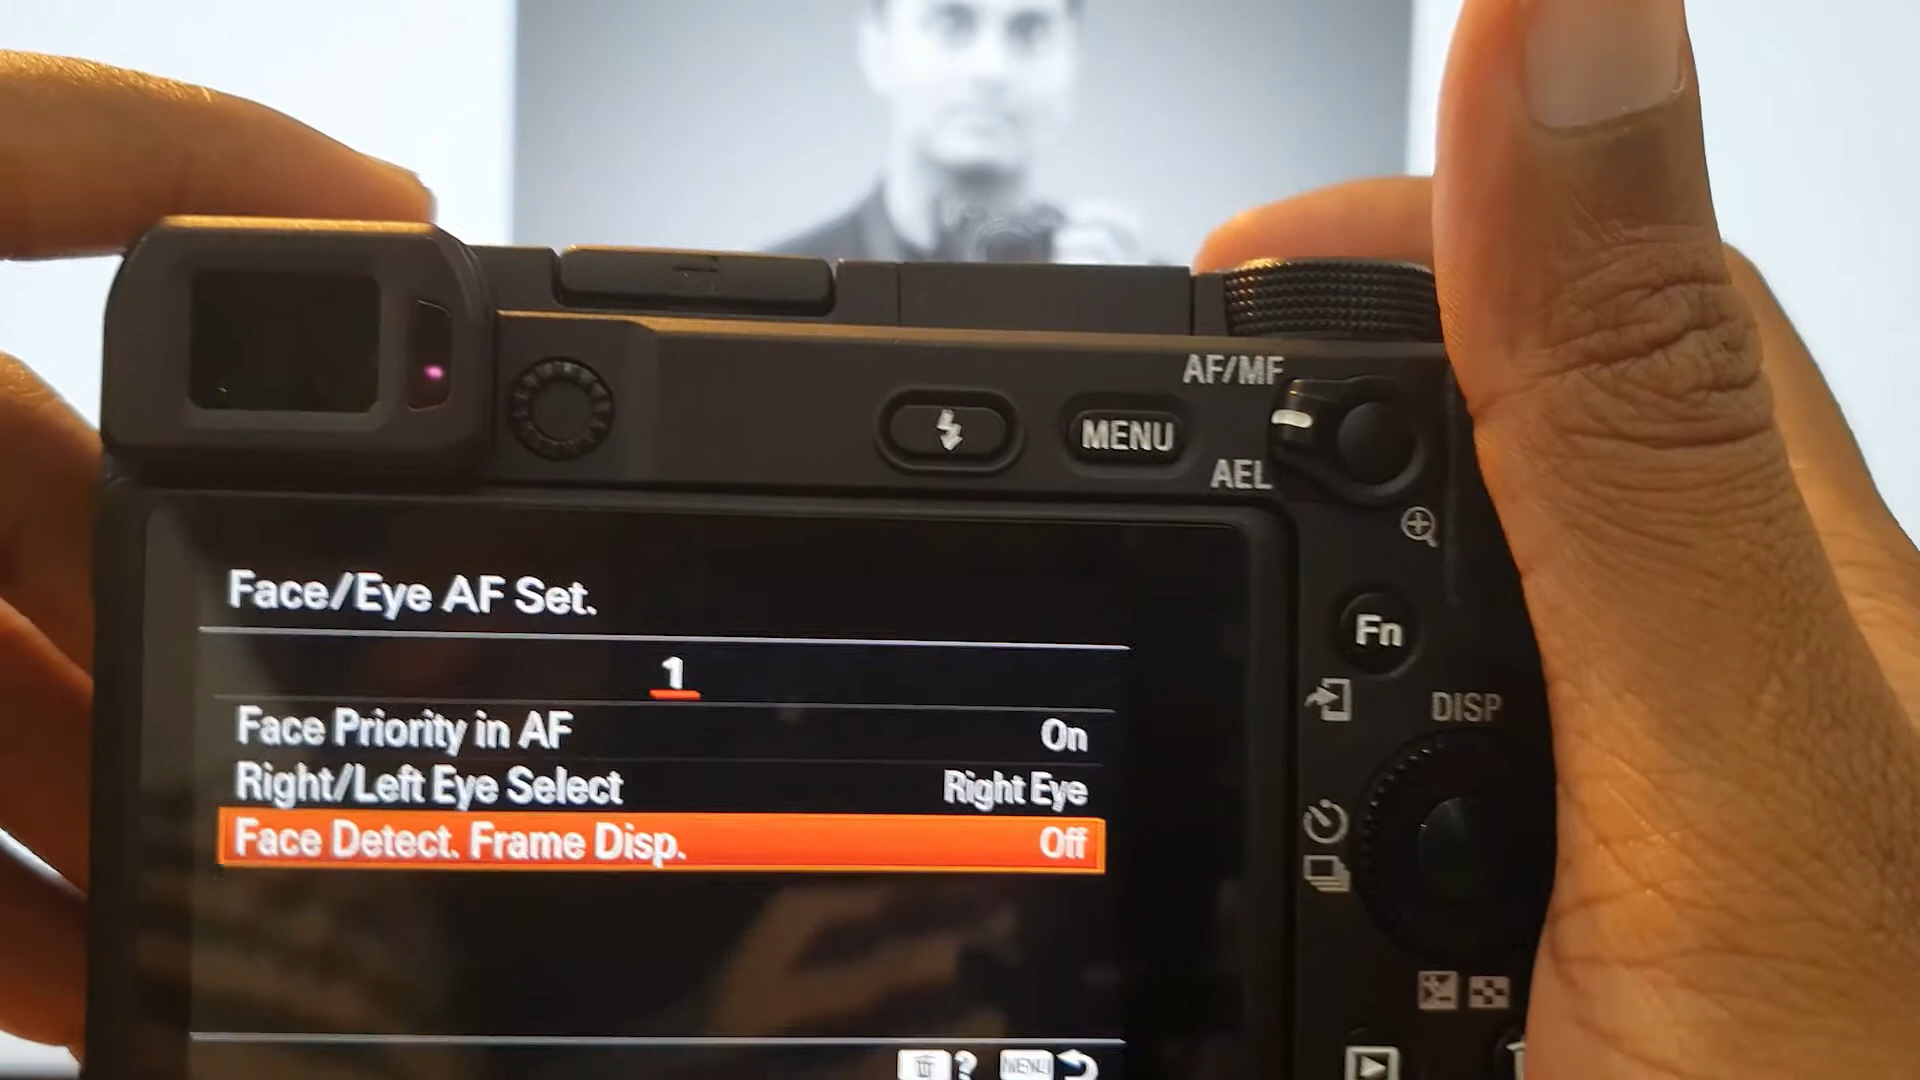 AF/MF
MENU
AEL
Fn
DISP
Face/Eye AF Set.
1
Face Priority in AF On
Right/Left Eye Select Right Eye
Face Detect. Frame Disp. Off
? MENU